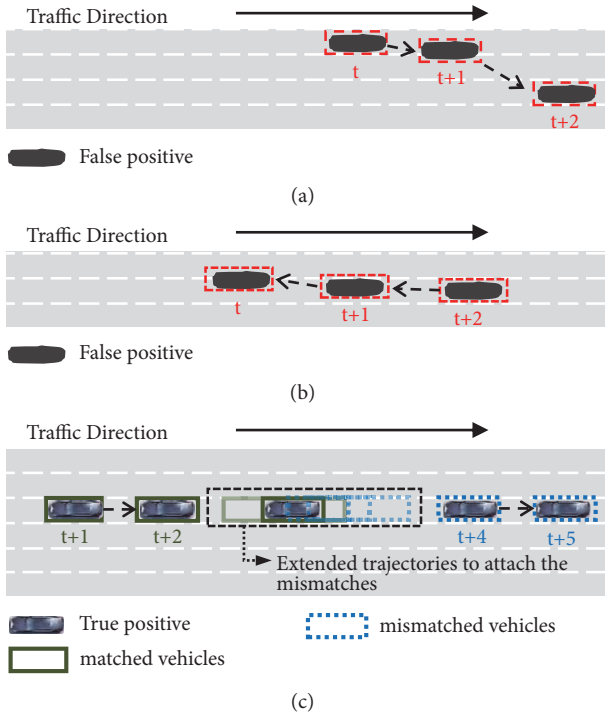 Traffic Direction
t
t+1
t+2
False positive
(a)
Traffic Direction
t
t+1
t+2
False positive
(b)
Traffic Direction
t+1
t+2
t+4
t+5
Extended trajectories to attach the
mismatches
True positive
mismatched vehicles
matched vehicles
(c)